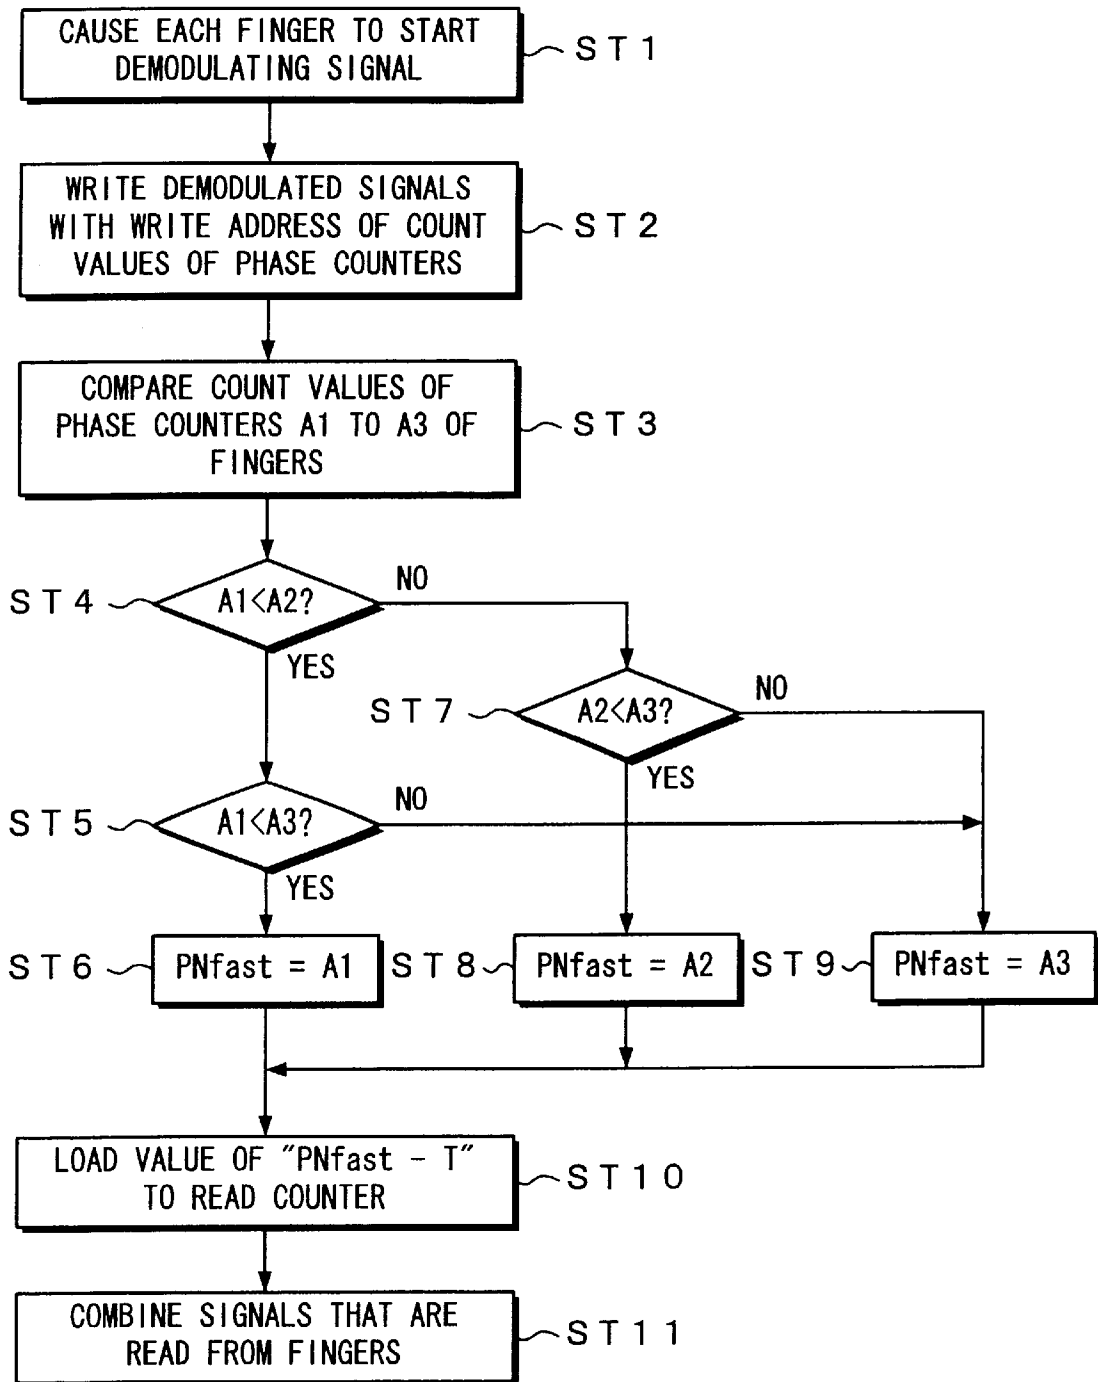 CAUSE EACH FINGER TO START
DEMODULATING SIGNAL
ST1
WRITE DEMODULATED SIGNALS
WITH WRITE ADDRESS OF COUNT
VALUES OF PHASE COUNTERS
ST2
COMPARE COUNT VALUES OF
PHASE COUNTERS A1 TO A3 OF
FINGERS
ST3
ST4
A1<A2?
NO
YES
ST7
A2<A3?
NO
YES
ST5
A1<A3?
NO
YES
ST6
PNfast = A1
ST8
PNfast = A2
ST9
PNfast = A3
LOAD VALUE OF "PNfast - T"
TO READ COUNTER
ST10
COMBINE SIGNALS THAT ARE
READ FROM FINGERS
ST11